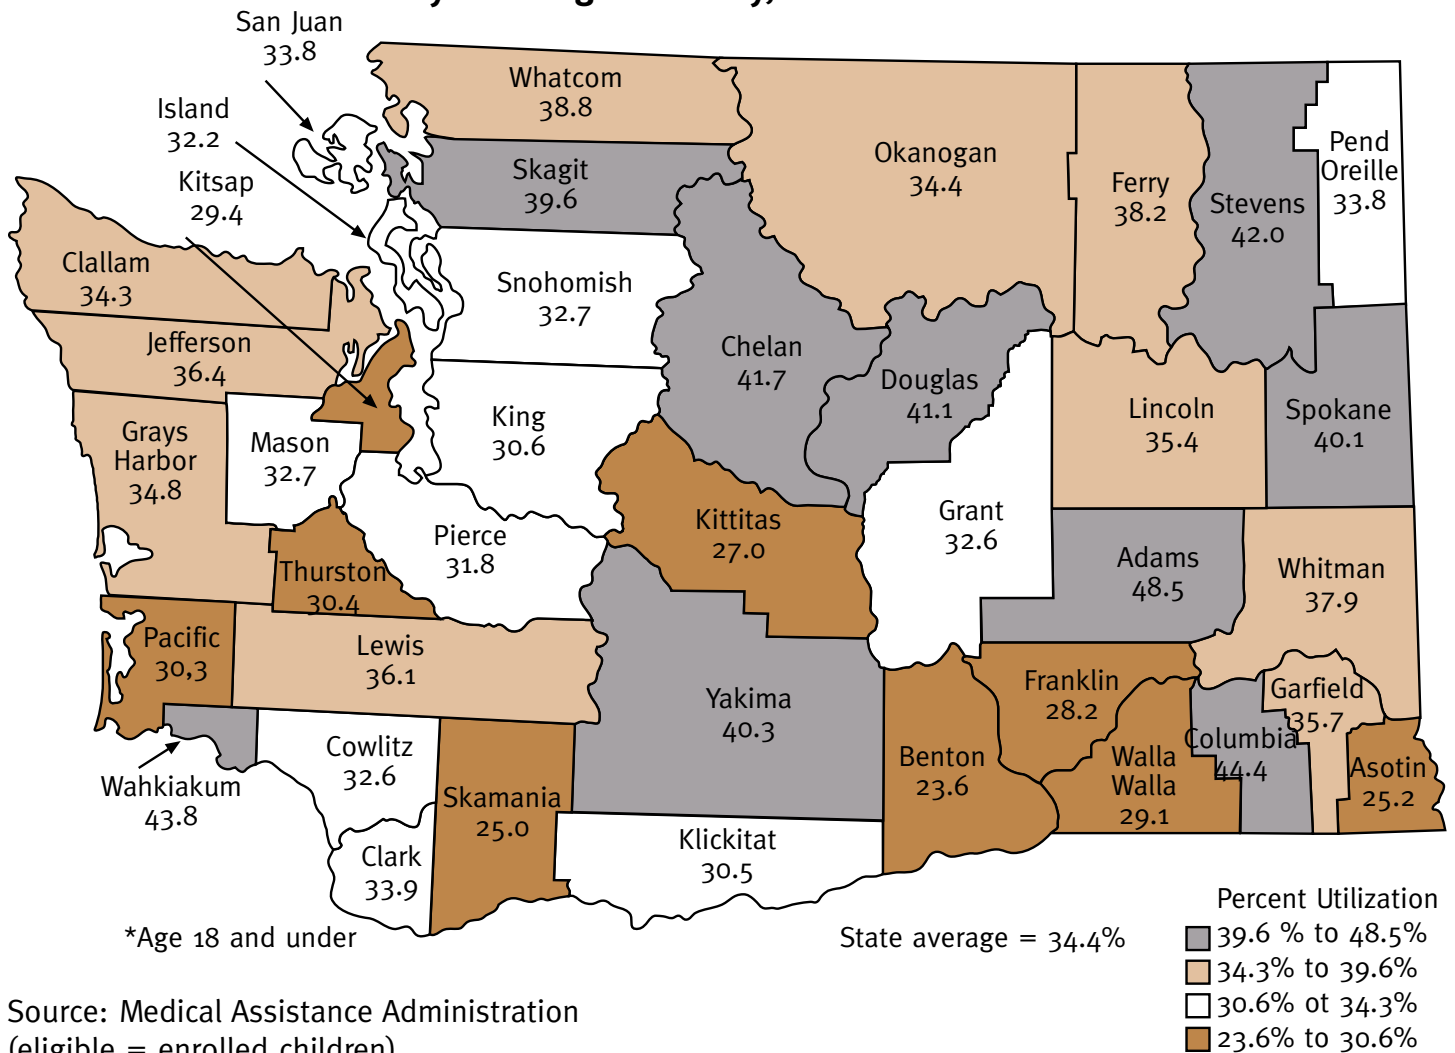 San Juan
33.8
Island
32.2
Kitsap
29.4
Whatcom
38.8
Skagit
39.6
Okanogan
34.4
Ferry
38.2
Stevens
42.0
Pend
Oreille
33.8
Clallam
34.3
Snohomish
32.7
Jefferson
36.4
Chelan
41.7
Douglas
41.1
Lincoln
35.4
Spokane
40.1
Grays
Harbor
34.8
Mason
32.7
King
30.6
Kittitas
27.0
Grant
32.6
Pierce
31.8
Thurston
30.4
Adams
48.5
Whitman
37.9
Pacific
30,3
Lewis
36.1
Yakima
40.3
Franklin
28.2
Garfield
35.7
Columbia
44.4
Wahkiakum
43.8
Cowlitz
32.6
Skamania
25.0
Benton
23.6
Walla
Walla
29.1
Asotin
25.2
Clark
33.9
Klickitat
30.5
*Age 18 and under
State average = 34.4%
Percent Utilization
39.6 % to 48.5%
34.3% to 39.6%
30.6% ot 34.3%
23.6% to 30.6%
Source: Medical Assistance Administration
(eligible = enrolled children)